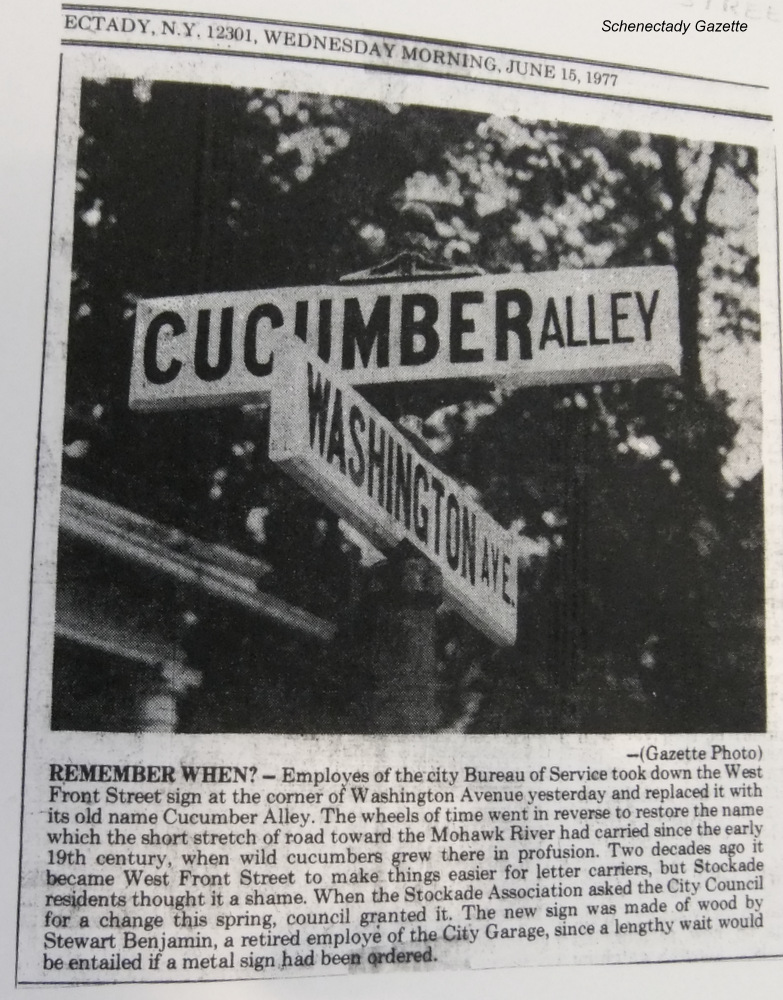 Schenectady Gazette
ECTADY, N.Y. 12301, WEDNESDAY MORNING, JUNE 15, 1977
CUCUMBER ALLEY
WASHINGTON AVE.
—(Gazette Photo)
REMEMBER WHEN? — Employes of the city Bureau of Service took down the West
Front Street sign at the corner of Washington Avenue yesterday and replaced it with
its old name Cucumber Alley. The wheels of time went in reverse to restore the name
which the short stretch of road toward the Mohawk River had carried since the early
19th century, when wild cucumbers grew there in profusion. Two decades ago it
became West Front Street to make things easier for letter carriers, but Stockade
residents thought it a shame. When the Stockade Association asked the City Council
for a change this spring, council granted it. The new sign was made of wood by
Stewart Benjamin, a retired employe of the City Garage, since a lengthy wait would
be entailed if a metal sign had been ordered.